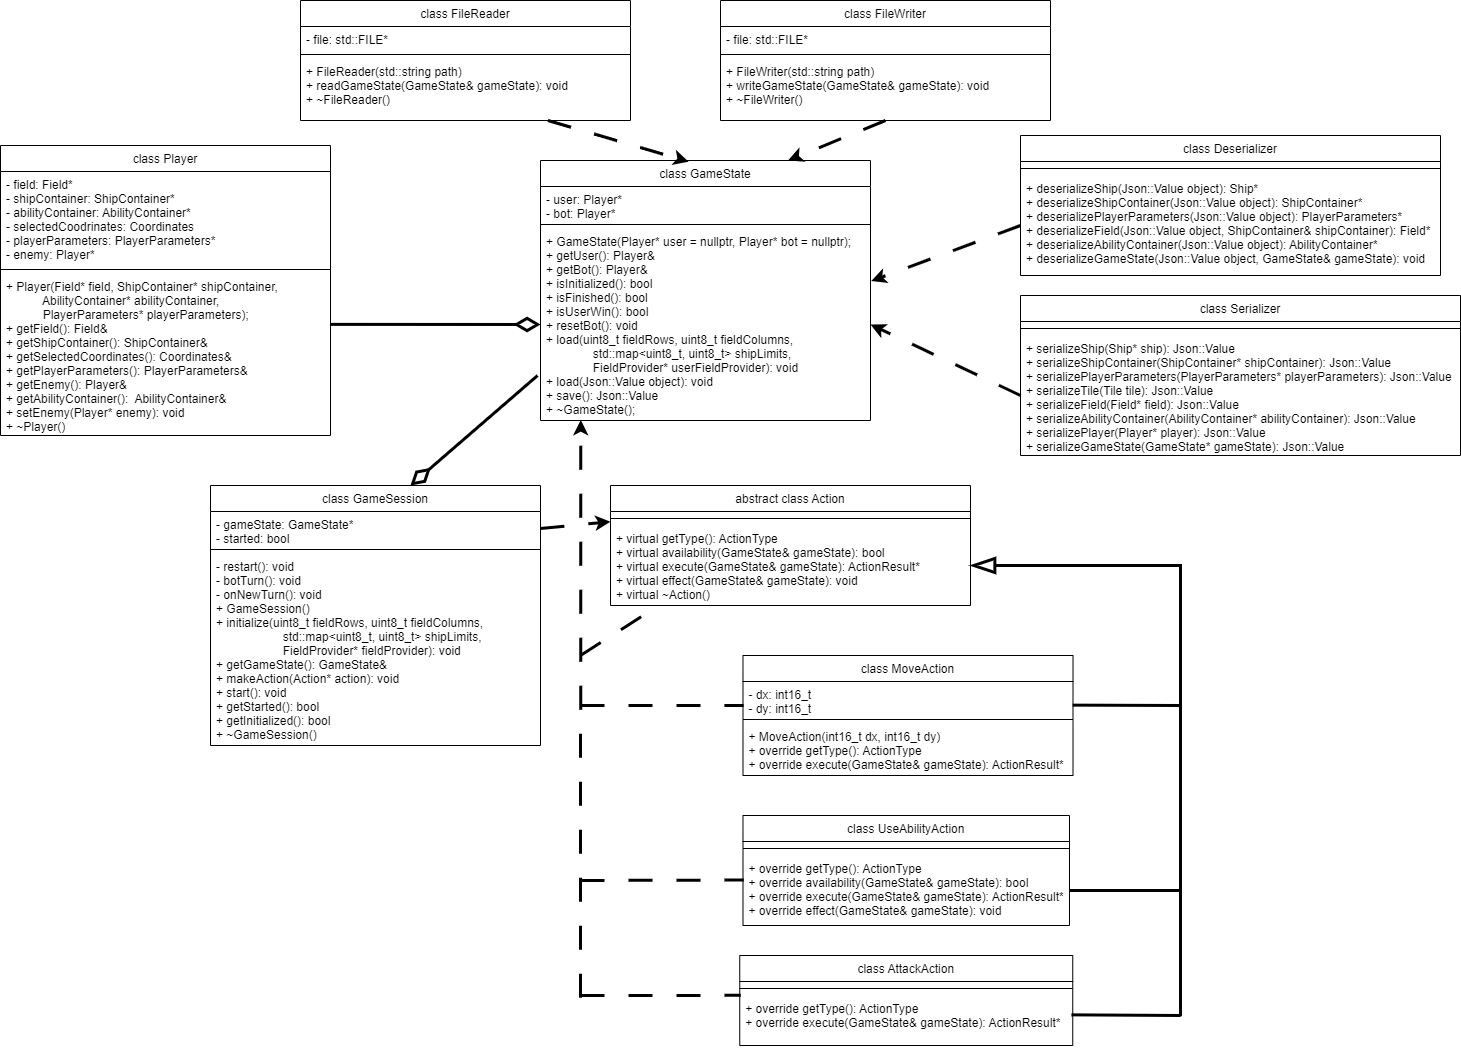 class FileReader
- file: std::FILE*
+ FileReader(std::string path)
+ readGameState(GameState& gameState): void
+ ~FileReader()
class FileWriter
- file: std::FILE*
+ FileWriter(std::string path)
+ writeGameState(GameState& gameState): void
+ ~FileWriter()
class Player
- field: Field*
- shipContainer: ShipContainer*
- abilityContainer: AbilityContainer*
- selectedCoodrinates: Coordinates
- playerParameters: PlayerParameters*
- enemy: Player*
+ Player(Field* field, ShipContainer* shipContainer,
AbilityContainer* abilityContainer,
PlayerParameters* playerParameters);
+ getField(): Field&
+ getShipContainer(): ShipContainer&
+ getSelectedCoordinates(): Coordinates&
+ getPlayerParameters(): PlayerParameters&
+ getEnemy(): Player&
+ getAbilityContainer(): AbilityContainer&
+ setEnemy(Player* enemy): void
+ ~Player()
class GameState
- user: Player*
- bot: Player*
+ GameState(Player* user = nullptr, Player* bot = nullptr);
+ getUser(): Player&
+ getBot(): Player&
+ isInitialized(): bool
+ isFinished(): bool
+ isUserWin(): bool
+ resetBot(): void
+ load(uint8_t fieldRows, uint8_t fieldColumns,
std::map<uint8_t, uint8_t> shipLimits,
FieldProvider* userFieldProvider): void
+ load(Json::Value object): void
+ save(): Json::Value
+ ~GameState();
class Deserializer
+ deserializeShip(Json::Value object): Ship*
+ deserializeShipContainer(Json::Value object): ShipContainer*
+ deserializePlayerParameters(Json::Value object): PlayerParameters*
+ deserializeField(Json::Value object, ShipContainer& shipContainer): Field*
+ deserializeAbilityContainer(Json::Value object): AbilityContainer*
+ deserializeGameState(Json::Value object, GameState& gameState): void
class Serializer
+ serializeShip(Ship* ship): Json::Value
+ serializeShipContainer(ShipContainer* shipContainer): Json::Value
+ serializePlayerParameters(PlayerParameters* playerParameters): Json::Value
+ serializeTile(Tile tile): Json::Value
+ serializeField(Field* field): Json::Value
+ serializeAbilityContainer(AbilityContainer* abilityContainer): Json::Value
+ serializePlayer(Player* player): Json::Value
+ serializeGameState(GameState* gameState): Json::Value
class GameSession
- gameState: GameState*
- started: bool
- restart(): void
- botTurn(): void
- onNewTurn(): void
+ GameSession()
+ initialize(uint8_t fieldRows, uint8_t fieldColumns,
std::map<uint8_t, uint8_t> shipLimits,
FieldProvider* fieldProvider): void
+ getGameState(): GameState&
+ makeAction(Action* action): void
+ start(): void
+ getStarted(): bool
+ getInitialized(): bool
+ ~GameSession()
abstract class Action
+ virtual getType(): ActionType
+ virtual availability(GameState& gameState): bool
+ virtual execute(GameState& gameState): ActionResult*
+ virtual effect(GameState& gameState): void
+ virtual ~Action()
class MoveAction
- dx: int16_t
- dy: int16_t
+ MoveAction(int16_t dx, int16_t dy)
+ override getType(): ActionType
+ override execute(GameState& gameState): ActionResult*
class UseAbilityAction
+ override getType(): ActionType
+ override availability(GameState& gameState): bool
+ override execute(GameState& gameState): ActionResult*
+ override effect(GameState& gameState): void
class AttackAction
+ override getType(): ActionType
+ override execute(GameState& gameState): ActionResult*